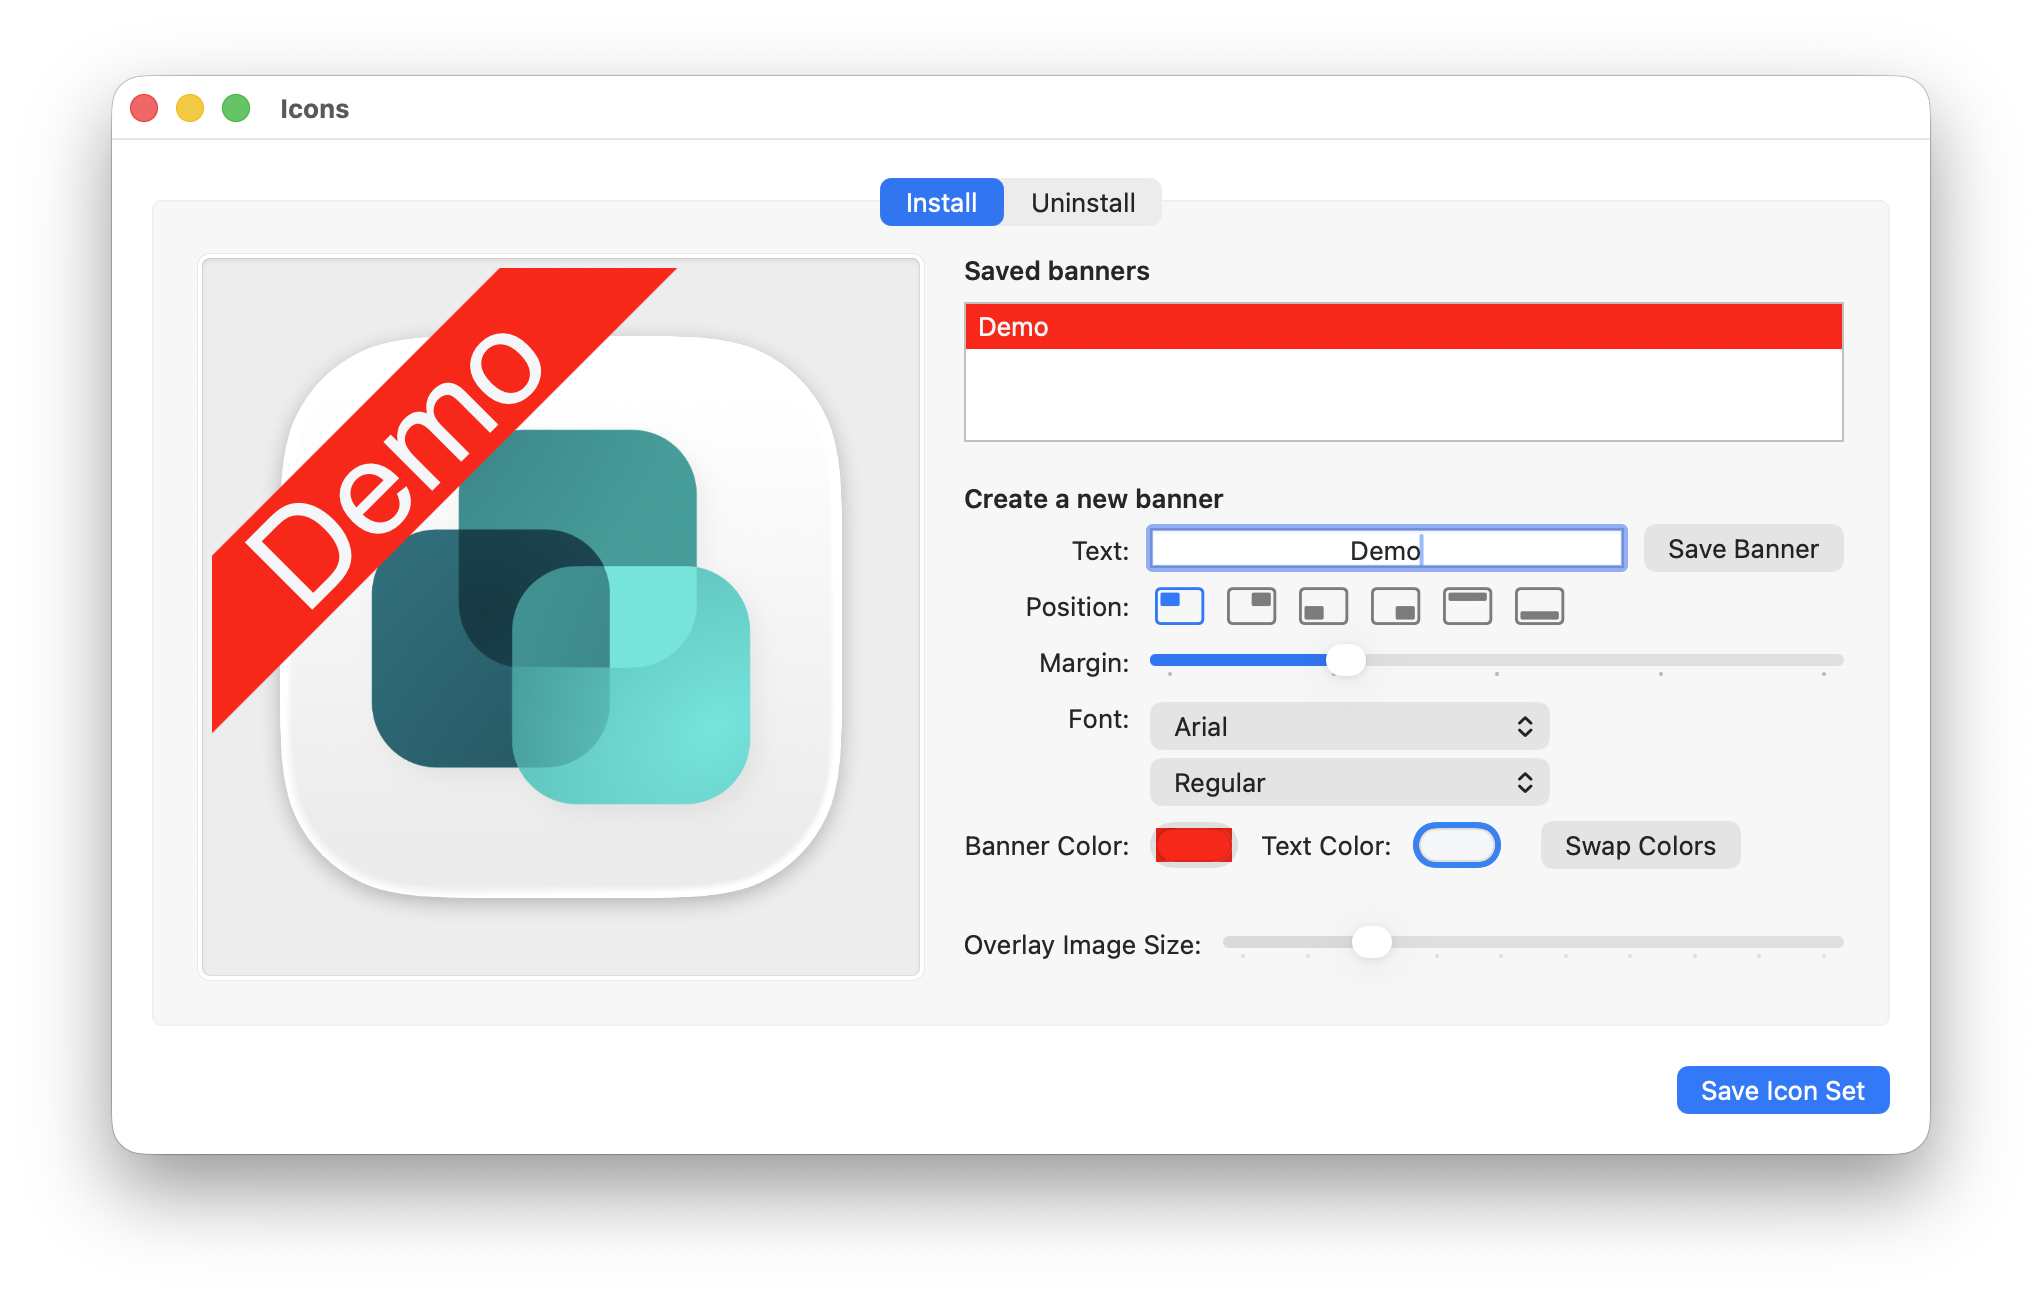 Icons
Install
Uninstall
Demo
Saved banners
Demo
Create a new banner
Text:
Demo
Save Banner
Position:
Margin:
Font:
Arial
Regular
Banner Color:
Text Color:
Swap Colors
Overlay Image Size:
Save Icon Set